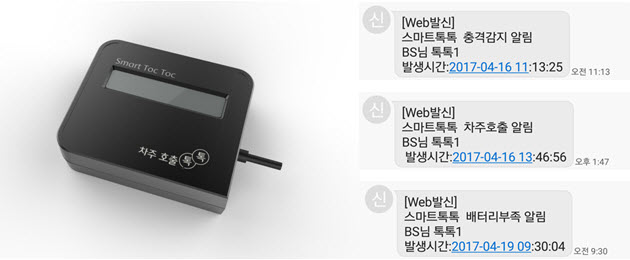 Smart Toc Toc
차주 호출 톡톡
신
[Web발신]
스마트톡톡 충격감지 알림
BS님 톡톡1
발생시간:2017-04-16 11:13:25
오전 11:13
신
[Web발신]
스마트톡톡 차주호출 알림
BS님 톡톡1
발생시간:2017-04-16 13:46:56
오후 1:47
신
[Web발신]
스마트톡톡 배터리부족 알림
BS님 톡톡1
발생시간:2017-04-19 09:30:04
오전 9:30